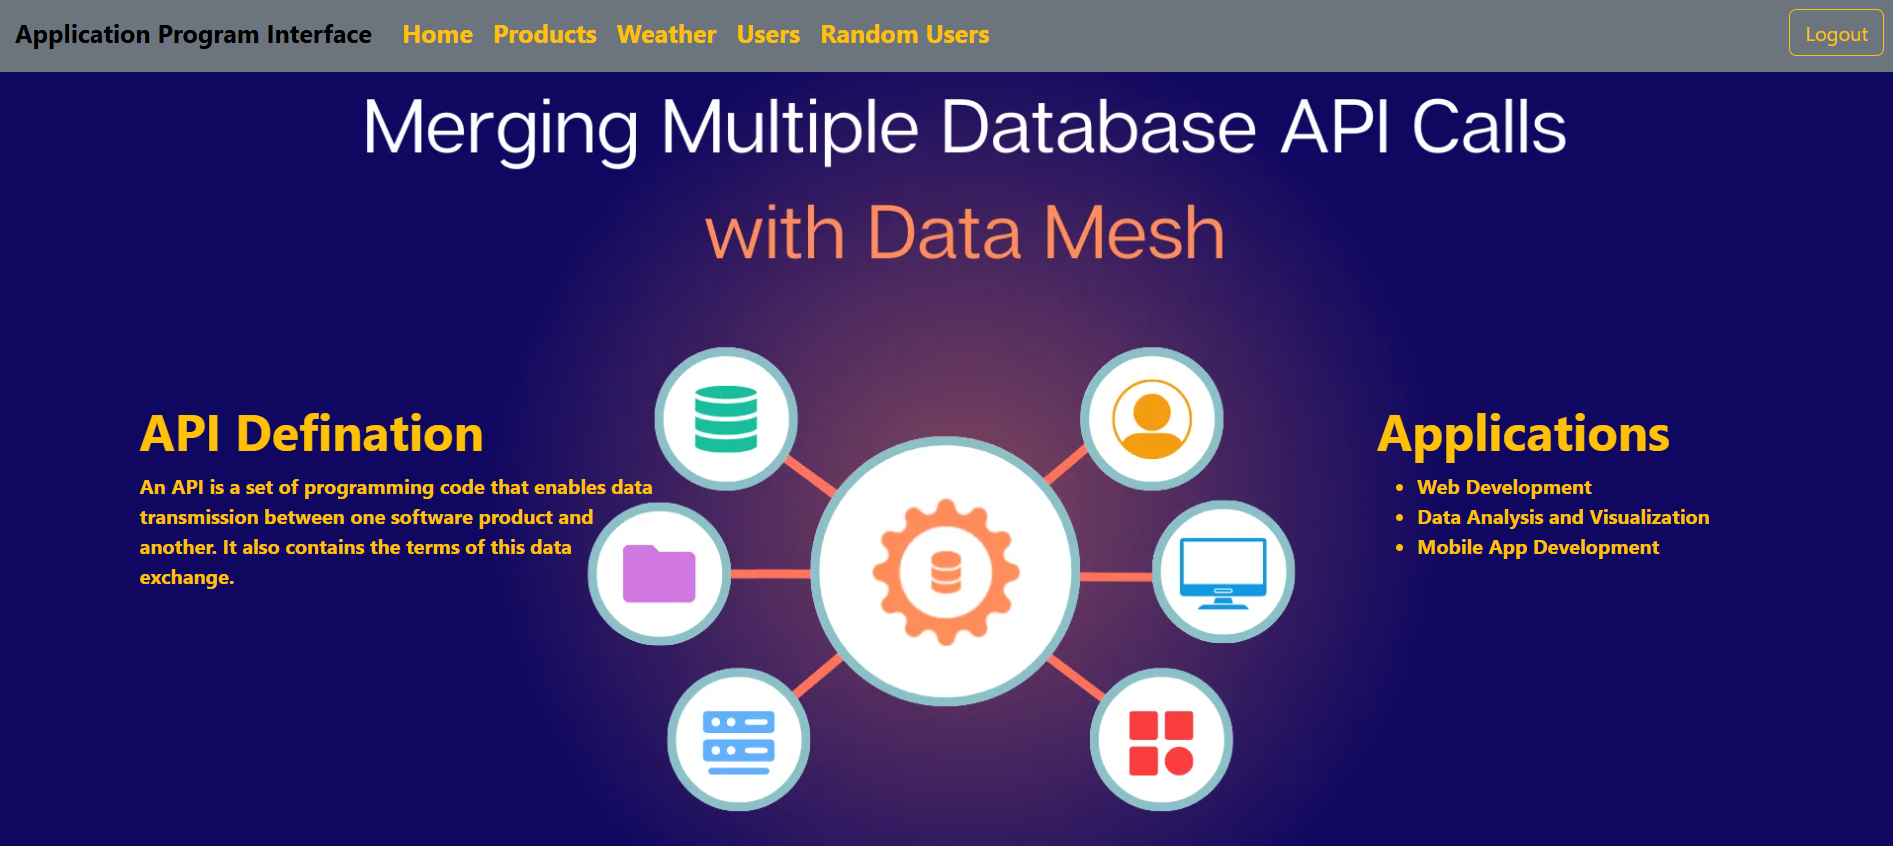 Application Program Interface Home Products Weather Users Random Users Logout
Merging Multiple Database API Calls
with Data Mesh
API Defination
An API is a set of programming code that enables data
transmission between one software product and
another. It also contains the terms of this data
exchange.
Applications
• Web Development
• Data Analysis and Visualization
• Mobile App Development